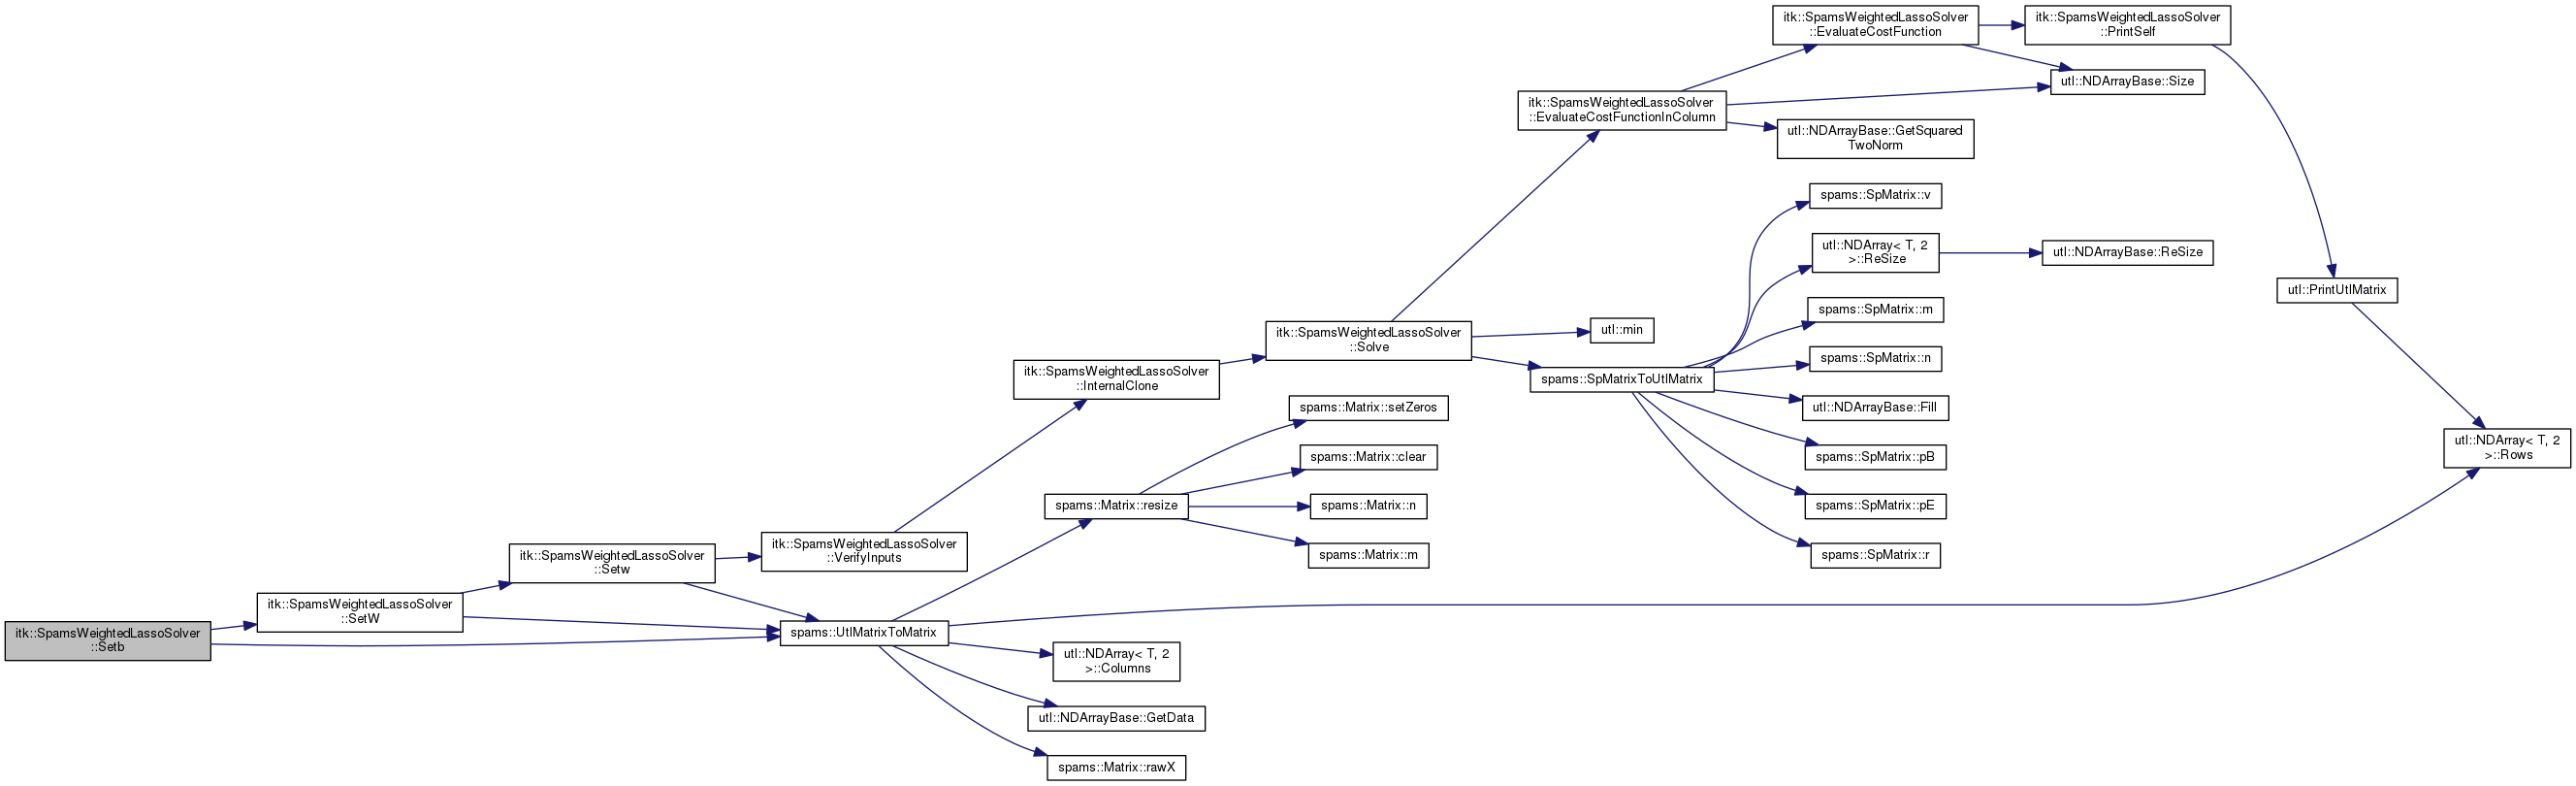 itk::SpamsWeightedLassoSolver
::Setb
itk::SpamsWeightedLassoSolver
::SetW
itk::SpamsWeightedLassoSolver
::Setw
itk::SpamsWeightedLassoSolver
::VerifyInputs
spams::UtlMatrixToMatrix
itk::SpamsWeightedLassoSolver
::InternalClone
spams::Matrix::resize
utl::NDArray< T, 2
>::Columns
utl::NDArrayBase::GetData
spams::Matrix::rawX
itk::SpamsWeightedLassoSolver
::Solve
spams::Matrix::setZeros
spams::Matrix::clear
spams::Matrix::n
spams::Matrix::m
itk::SpamsWeightedLassoSolver
::EvaluateCostFunctionInColumn
utl::min
spams::SpMatrixToUtlMatrix
itk::SpamsWeightedLassoSolver
::EvaluateCostFunction
utl::NDArrayBase::GetSquared
TwoNorm
spams::SpMatrix::v
utl::NDArray< T, 2
>::ReSize
spams::SpMatrix::m
spams::SpMatrix::n
utl::NDArrayBase::Fill
spams::SpMatrix::pB
spams::SpMatrix::pE
spams::SpMatrix::r
itk::SpamsWeightedLassoSolver
::PrintSelf
utl::NDArrayBase::Size
utl::NDArrayBase::ReSize
utl::PrintUtlMatrix
utl::NDArray< T, 2
>::Rows